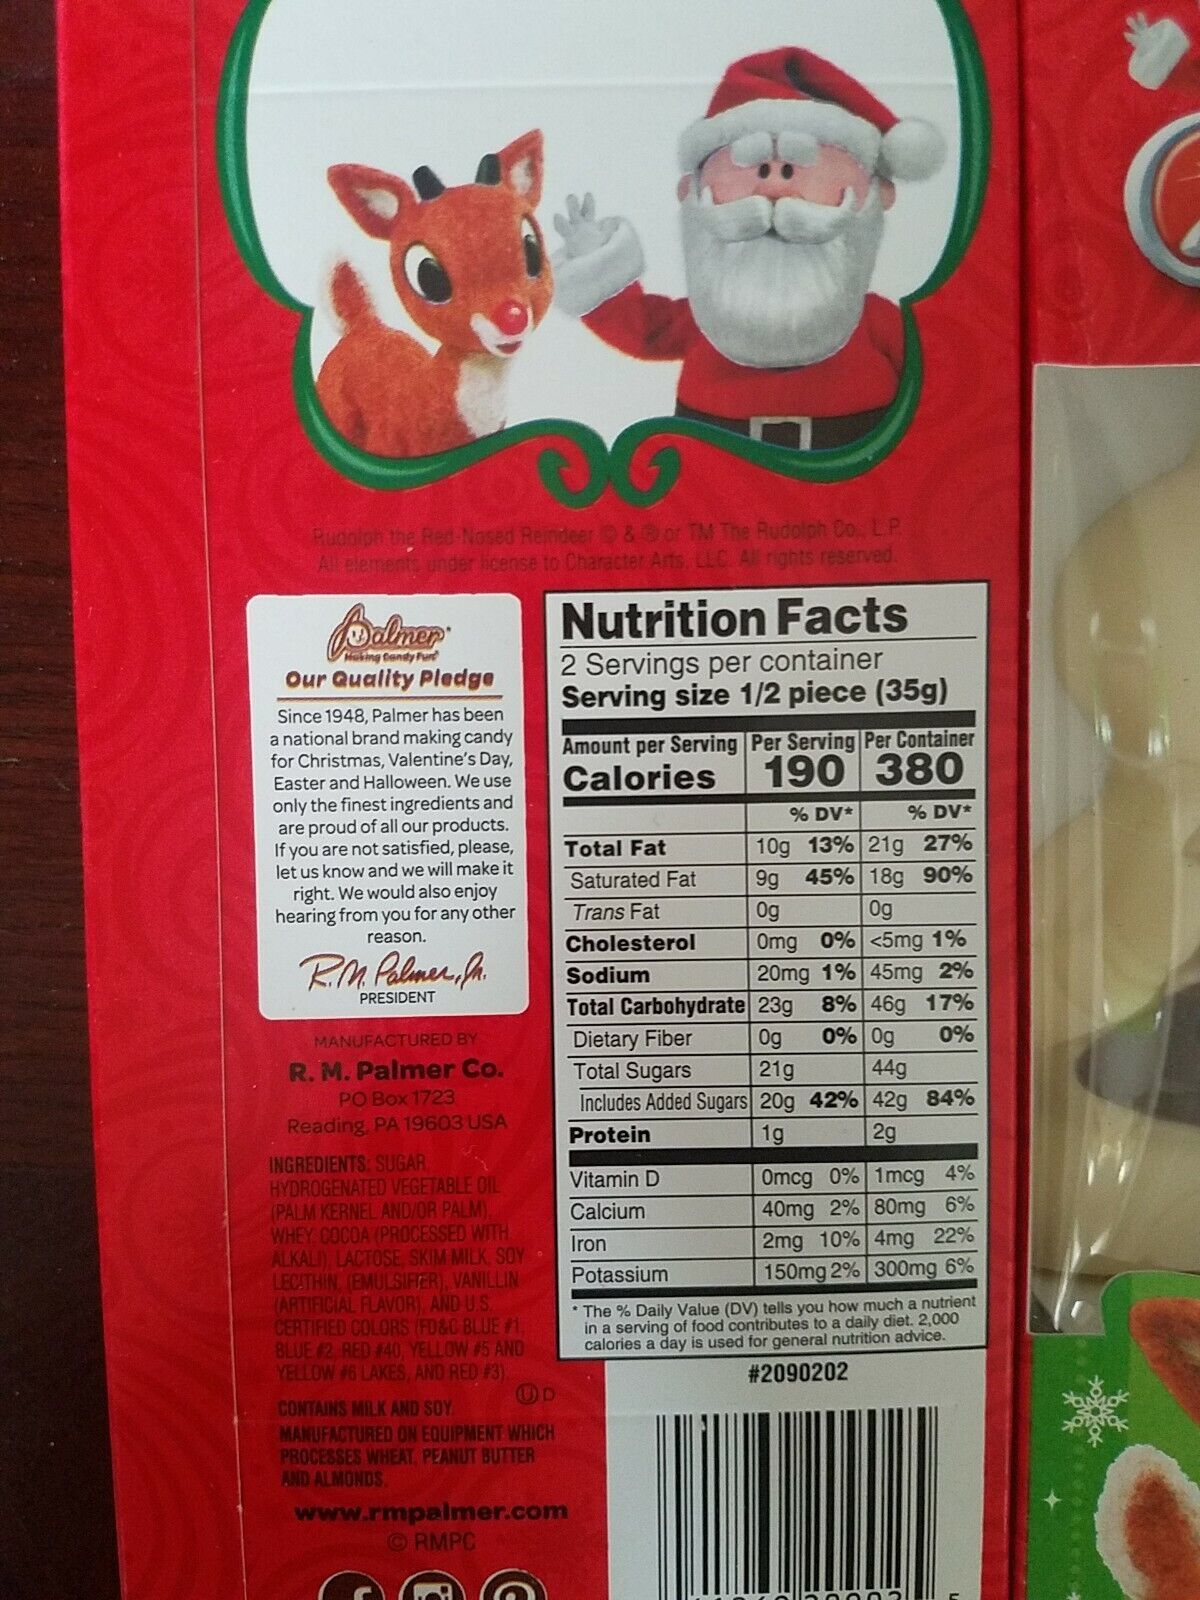 Rudolph the Red-Nosed Reindeer © & ® or TM The Rudolph Co., L.P.
All elements under license to Character Arts, LLC. All rights reserved.
Palmer
Making Candy Fun
Our Quality Pledge
Since 1948, Palmer has been
a national brand making candy
for Christmas, Valentine's Day,
Easter and Halloween. We use
only the finest ingredients and
are proud of all our products.
If you are not satisfied, please,
let us know and we will make it
right. We would also enjoy
hearing from you for any other
reason.
R.M. Palmer, Jr.
PRESIDENT
MANUFACTURED BY
R. M. Palmer Co.
PO Box 1723
Reading, PA 19603 USA
INGREDIENTS: SUGAR,
HYDROGENATED VEGETABLE OIL
(PALM KERNEL AND/OR PALM),
WHEY, COCOA (PROCESSED WITH
ALKALI), LACTOSE, SKIM MILK, SOY
LECITHIN, (EMULSIFIER), VANILLIN
(ARTIFICIAL FLAVOR), AND U.S.
CERTIFIED COLORS (FD&C BLUE #1,
BLUE #2, RED #40, YELLOW #5 AND
YELLOW #6 LAKES, AND RED #3).
U D
CONTAINS MILK AND SOY.
MANUFACTURED ON EQUIPMENT WHICH
PROCESSES WHEAT, PEANUT BUTTER
AND ALMONDS.
www.rmpalmer.com
© RMPC
Nutrition Facts
2 Servings per container
Serving size 1/2 piece (35g)
Amount per Serving Per Serving Per Container
Calories 190 380
% DV* % DV*
Total Fat 10g 13% 21g 27%
Saturated Fat 9g 45% 18g 90%
Trans Fat 0g 0g
Cholesterol 0mg 0% <5mg 1%
Sodium 20mg 1% 45mg 2%
Total Carbohydrate 23g 8% 46g 17%
Dietary Fiber 0g 0% 0g 0%
Total Sugars 21g 44g
Includes Added Sugars 20g 42% 42g 84%
Protein 1g 2g
Vitamin D 0mcg 0% 1mcg 4%
Calcium 40mg 2% 80mg 6%
Iron 2mg 10% 4mg 22%
Potassium 150mg 2% 300mg 6%
* The % Daily Value (DV) tells you how much a nutrient
in a serving of food contributes to a daily diet. 2,000
calories a day is used for general nutrition advice.
#2090202